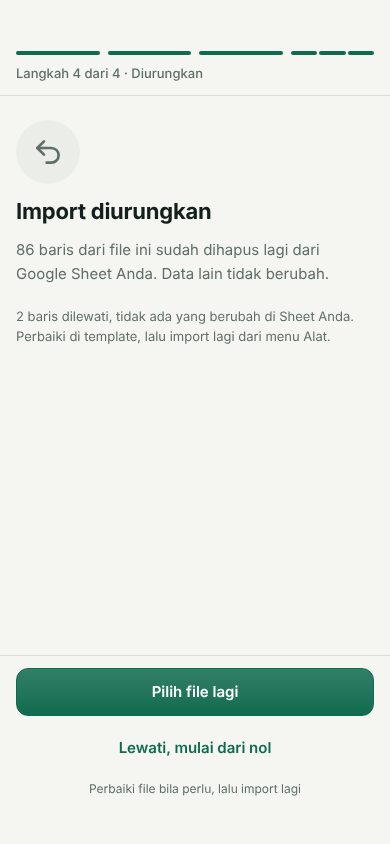 Langkah 4 dari 4 · Diurungkan
Import diurungkan
86 baris dari file ini sudah dihapus lagi dari
Google Sheet Anda. Data lain tidak berubah.
2 baris dilewati, tidak ada yang berubah di Sheet Anda.
Perbaiki di template, lalu import lagi dari menu Alat.
Pilih file lagi
Lewati, mulai dari nol
Perbaiki file bila perlu, lalu import lagi